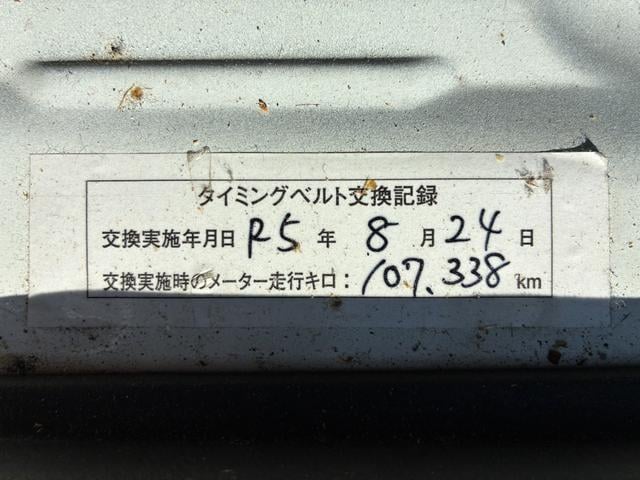 タイミングベルト交換記録
交換実施年月日 R5 年 8 月 24 日
交換実施時のメーター走行キロ: 107.338 km